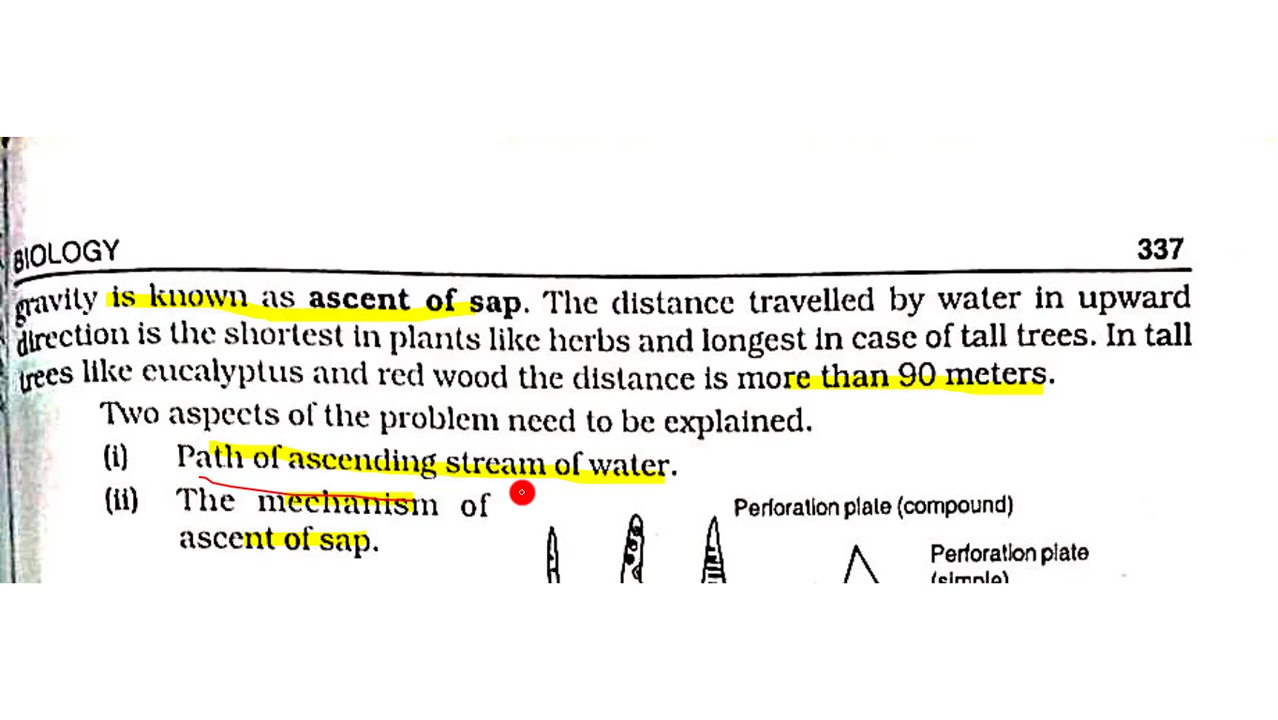 BIOLOGY 337
gravity is known as ascent of sap. The distance travelled by water in upward
direction is the shortest in plants like herbs and longest in case of tall trees. In tall
trees like eucalyptus and red wood the distance is more than 90 meters.
Two aspects of the problem need to be explained.
(i) Path of ascending stream of water.
(ii) The mechanism of
ascent of sap.
Perforation plate (compound)
Perforation plate
(simple)